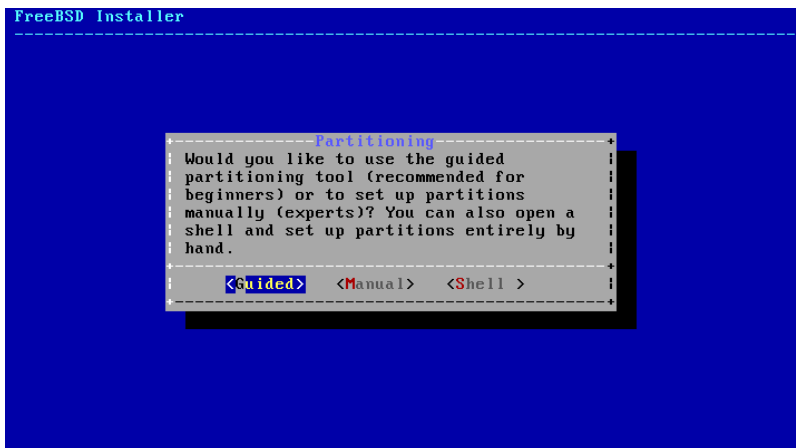 FreeBSD Installer
Partitioning
Would you like to use the guided
partitioning tool (recommended for
beginners) or to set up partitions
manually (experts)? You can also open a
shell and set up partitions entirely by
hand.
<Guided> <Manual> <Shell >